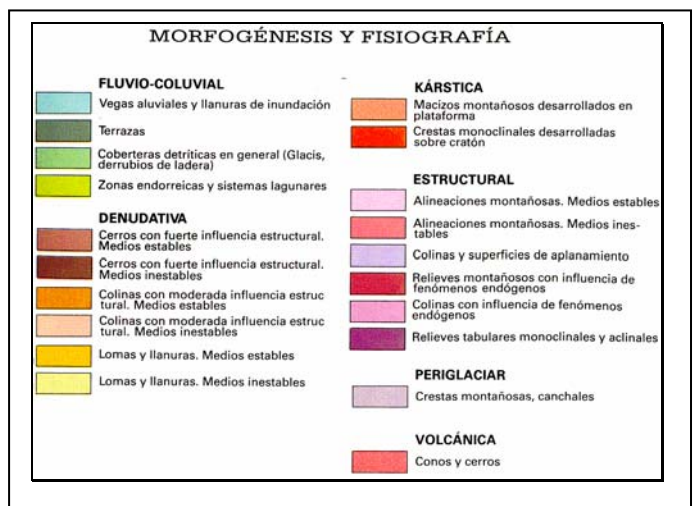 MORFOGÉNESIS Y FISIOGRAFÍA
FLUVIO-COLUVIAL
Vegas aluviales y llanuras de inundación
Terrazas
Coberteras detríticas en general (Glacis,
derrubios de ladera)
Zonas endorreicas y sistemas lagunares
DENUDATIVA
Cerros con fuerte influencia estructural.
Medios estables
Cerros con fuerte influencia estructural.
Medios inestables
Colinas con moderada influencia estruc
tural. Medios estables
Colinas con moderada influencia estruc
tural. Medios inestables
Lomas y llanuras. Medios estables
Lomas y llanuras. Medios inestables
KÁRSTICA
Macizos montañosos desarrollados en
plataforma
Crestas monoclinales desarrolladas
sobre cratón
ESTRUCTURAL
Alineaciones montañosas. Medios estables
Alineaciones montañosas. Medios ines-
tables
Colinas y superficies de aplanamiento
Relieves montañosos con influencia de
fenómenos endógenos
Colinas con influencia de fenómenos
endógenos
Relieves tabulares monoclinales y aclinales
PERIGLACIAR
Crestas montañosas, canchales
VOLCÁNICA
Conos y cerros